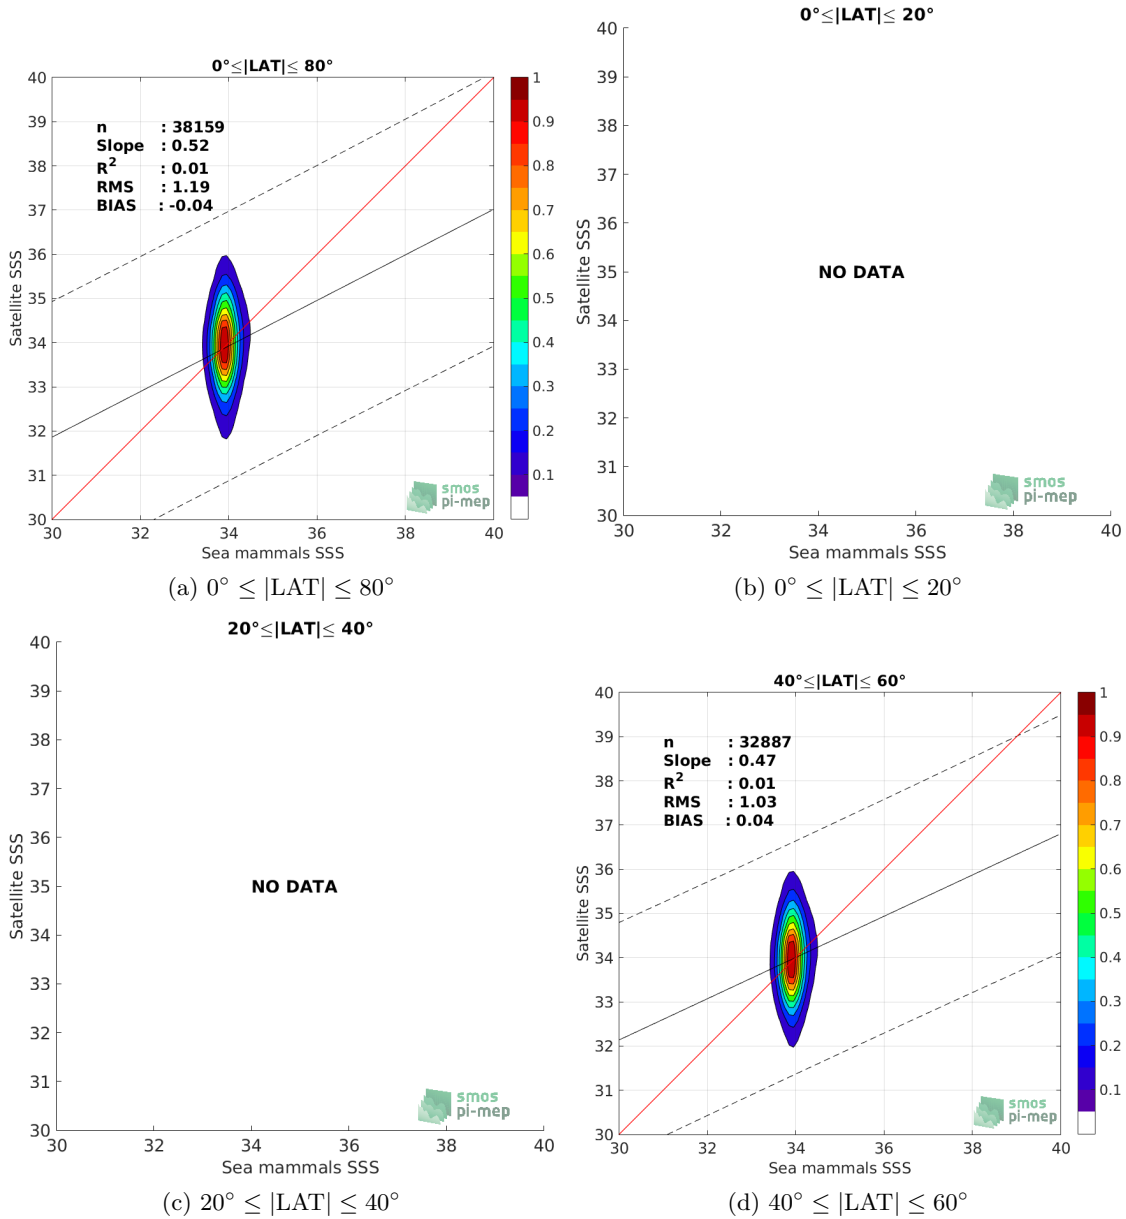 0°≤|LAT|≤ 80°
40
39
38
37
36
35
34
33
32
31
30
Satellite SSS
n : 38159
Slope : 0.52
R² : 0.01
RMS : 1.19
BIAS : -0.04
1
0.9
0.8
0.7
0.6
0.5
0.4
0.3
0.2
0.1
smos
pi-mep
30 32 34 36 38 40
Sea mammals SSS
(a) 0° ≤ |LAT| ≤ 80°
0°≤|LAT|≤ 20°
40
39
38
37
36
35
34
33
32
31
30
Satellite SSS
NO DATA
smos
pi-mep
30 32 34 36 38 40
Sea mammals SSS
(b) 0° ≤ |LAT| ≤ 20°
20°≤|LAT|≤ 40°
40
39
38
37
36
35
34
33
32
31
30
Satellite SSS
NO DATA
smos
pi-mep
30 32 34 36 38 40
Sea mammals SSS
(c) 20° ≤ |LAT| ≤ 40°
40°≤|LAT|≤ 60°
40
39
38
37
36
35
34
33
32
31
30
Satellite SSS
n : 32887
Slope : 0.47
R² : 0.01
RMS : 1.03
BIAS : 0.04
1
0.9
0.8
0.7
0.6
0.5
0.4
0.3
0.2
0.1
smos
pi-mep
30 32 34 36 38 40
Sea mammals SSS
(d) 40° ≤ |LAT| ≤ 60°